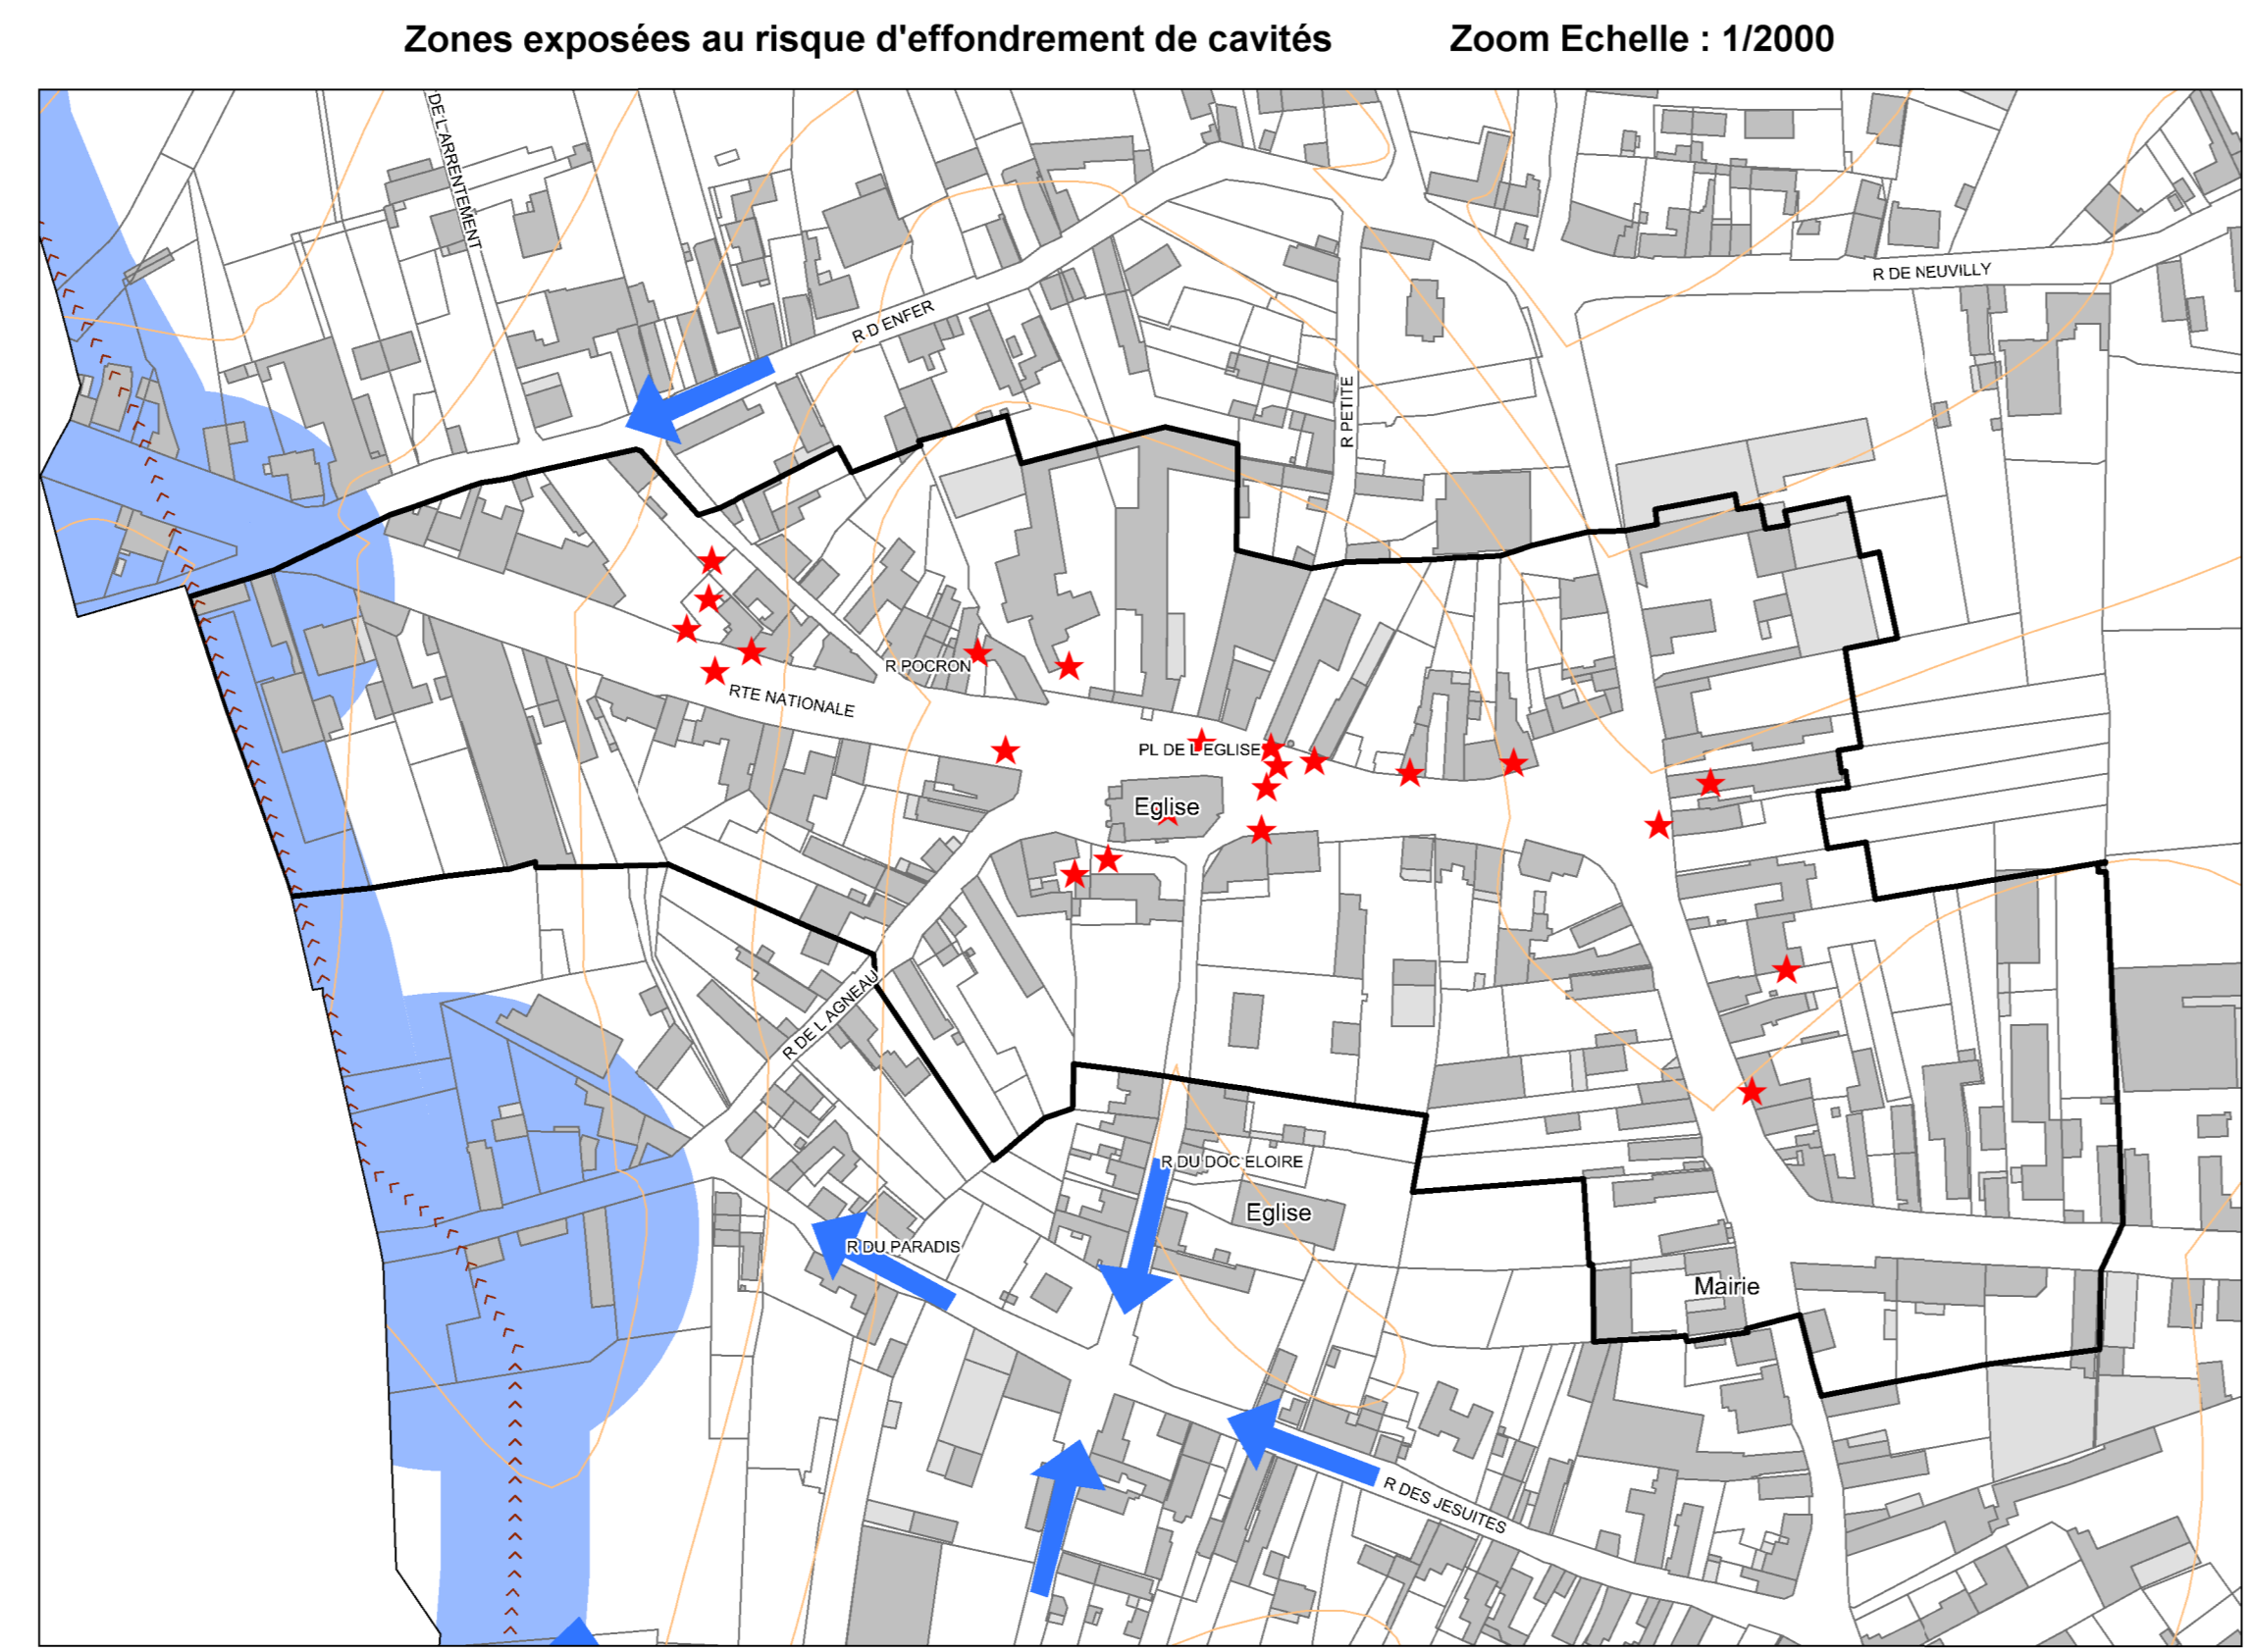 Zones exposées au risque d'effondrement de cavités
Zoom Echelle : 1/2000
DE L'ARRENTEMENT
R DE NEUVILLY
R D ENFER
R PETITE
R POCRON
RTE NATIONALE
PL DE L'EGLISE
Eglise
R DE L AGNEAU
R DU DOC ELOIRE
Eglise
R DU PARADIS
Mairie
R DES JESUITES